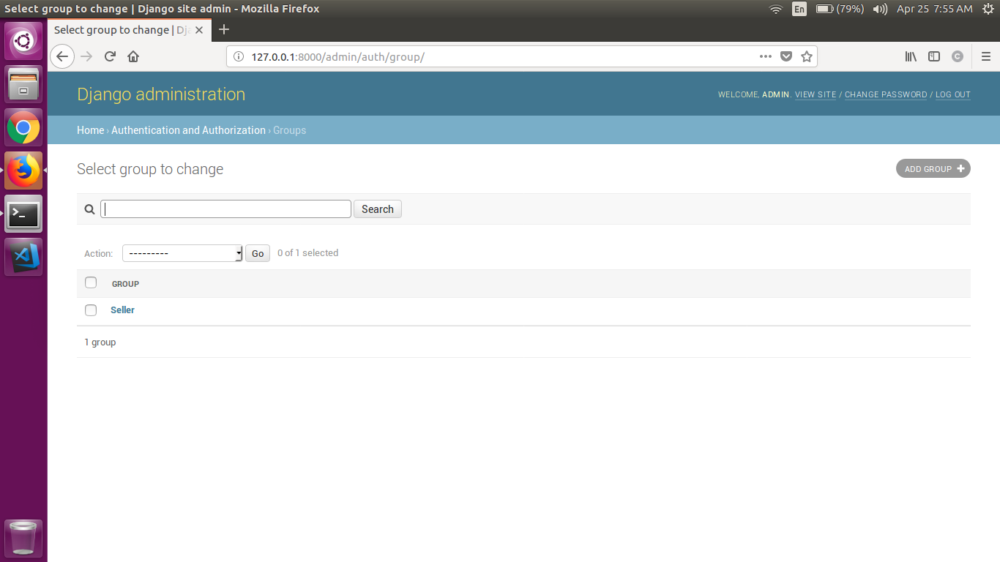 Select group to change | Django site admin - Mozilla Firefox
En (79%) Apr 25 7:55 AM
Select group to change | Dja
127.0.0.1:8000/admin/auth/group/
C
Django administration
WELCOME, ADMIN. VIEW SITE / CHANGE PASSWORD / LOG OUT
Home › Authentication and Authorization › Groups
Select group to change
ADD GROUP
Search
Action: --------- Go 0 of 1 selected
GROUP
Seller
1 group